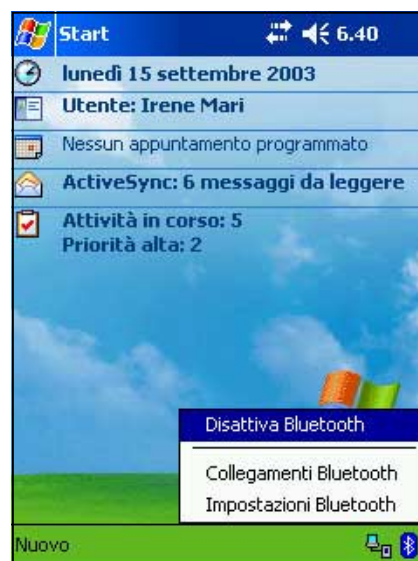 Start 6.40
lunedì 15 settembre 2003
Utente: Irene Mari
Nessun appuntamento programmato
ActiveSync: 6 messaggi da leggere
Attività in corso: 5
Priorità alta: 2
Disattiva Bluetooth
Collegamenti Bluetooth
Impostazioni Bluetooth
Nuovo